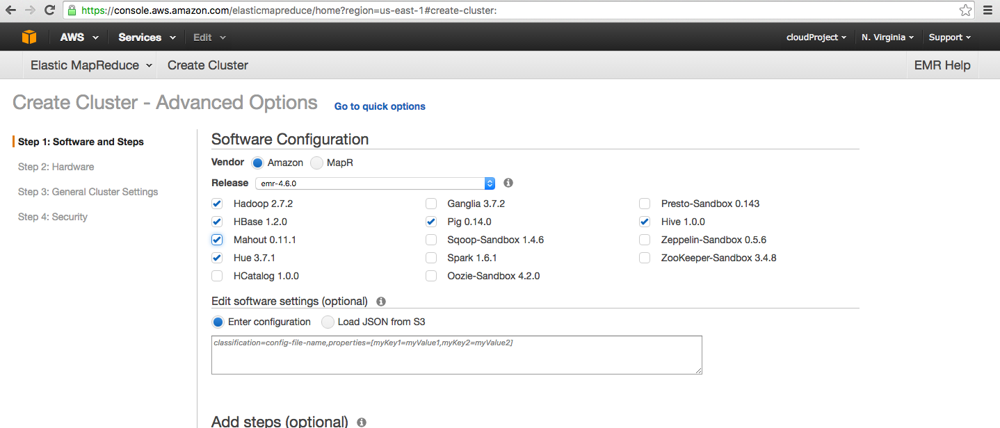 https://console.aws.amazon.com/elasticmapreduce/home?region=us-east-1#create-cluster:
AWS Services Edit cloudProject N. Virginia Support
Elastic MapReduce Create Cluster EMR Help
Create Cluster - Advanced Options Go to quick options
Step 1: Software and Steps
Step 2: Hardware
Step 3: General Cluster Settings
Step 4: Security
Software Configuration
Vendor Amazon MapR
Release emr-4.6.0
Hadoop 2.7.2 Ganglia 3.7.2 Presto-Sandbox 0.143
HBase 1.2.0 Pig 0.14.0 Hive 1.0.0
Mahout 0.11.1 Sqoop-Sandbox 1.4.6 Zeppelin-Sandbox 0.5.6
Hue 3.7.1 Spark 1.6.1 ZooKeeper-Sandbox 3.4.8
HCatalog 1.0.0 Oozie-Sandbox 4.2.0
Edit software settings (optional)
Enter configuration Load JSON from S3
classification=config-file-name,properties=[myKey1=myValue1,myKey2=myValue2]
Add steps (optional)